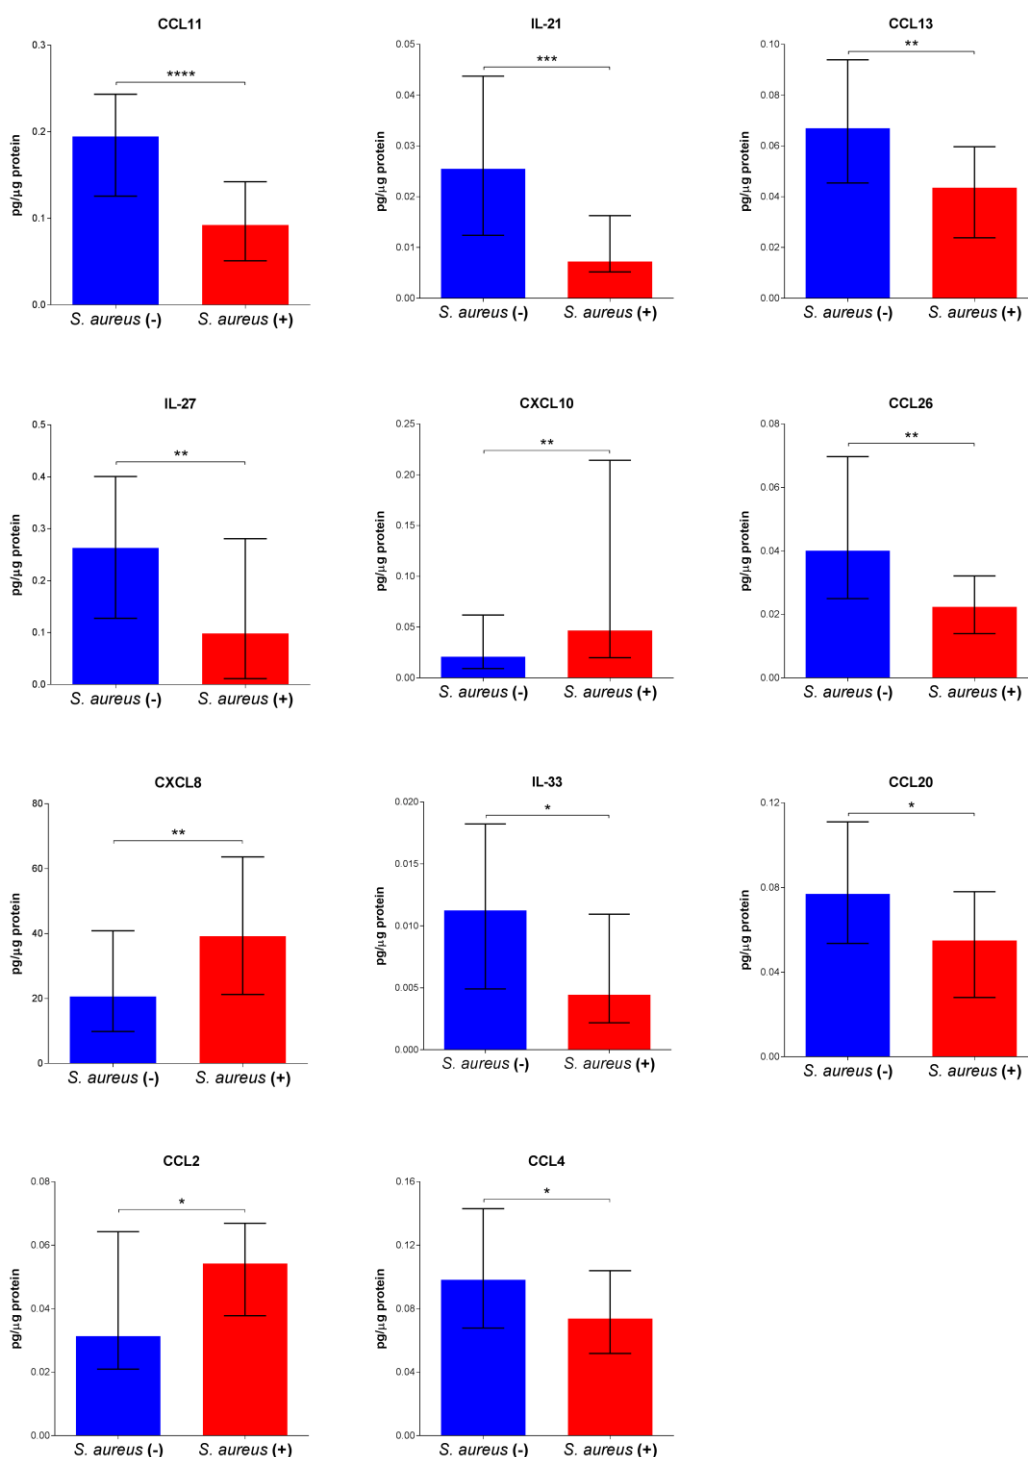 CCL11
IL-21
CCL13
pg/μg protein
0.3
0.2
0.1
0.0
****
S. aureus (-)
S. aureus (+)
pg/μg protein
0.05
0.04
0.03
0.02
0.01
0.00
***
S. aureus (-)
S. aureus (+)
pg/μg protein
0.10
0.08
0.06
0.04
0.02
0.00
**
S. aureus (-)
S. aureus (+)
IL-27
CXCL10
CCL26
pg/μg protein
0.5
0.4
0.3
0.2
0.1
0.0
**
S. aureus (-)
S. aureus (+)
pg/μg protein
0.25
0.20
0.15
0.10
0.05
0.00
**
S. aureus (-)
S. aureus (+)
pg/μg protein
0.08
0.06
0.04
0.02
0.00
**
S. aureus (-)
S. aureus (+)
CXCL8
IL-33
CCL20
pg/μg protein
80
60
40
20
0
**
S. aureus (-)
S. aureus (+)
pg/μg protein
0.020
0.015
0.010
0.005
0.000
*
S. aureus (-)
S. aureus (+)
pg/μg protein
0.12
0.08
0.04
0.00
*
S. aureus (-)
S. aureus (+)
CCL2
CCL4
pg/μg protein
0.08
0.06
0.04
0.02
0.00
*
S. aureus (-)
S. aureus (+)
pg/μg protein
0.16
0.12
0.08
0.04
0.00
*
S. aureus (-)
S. aureus (+)